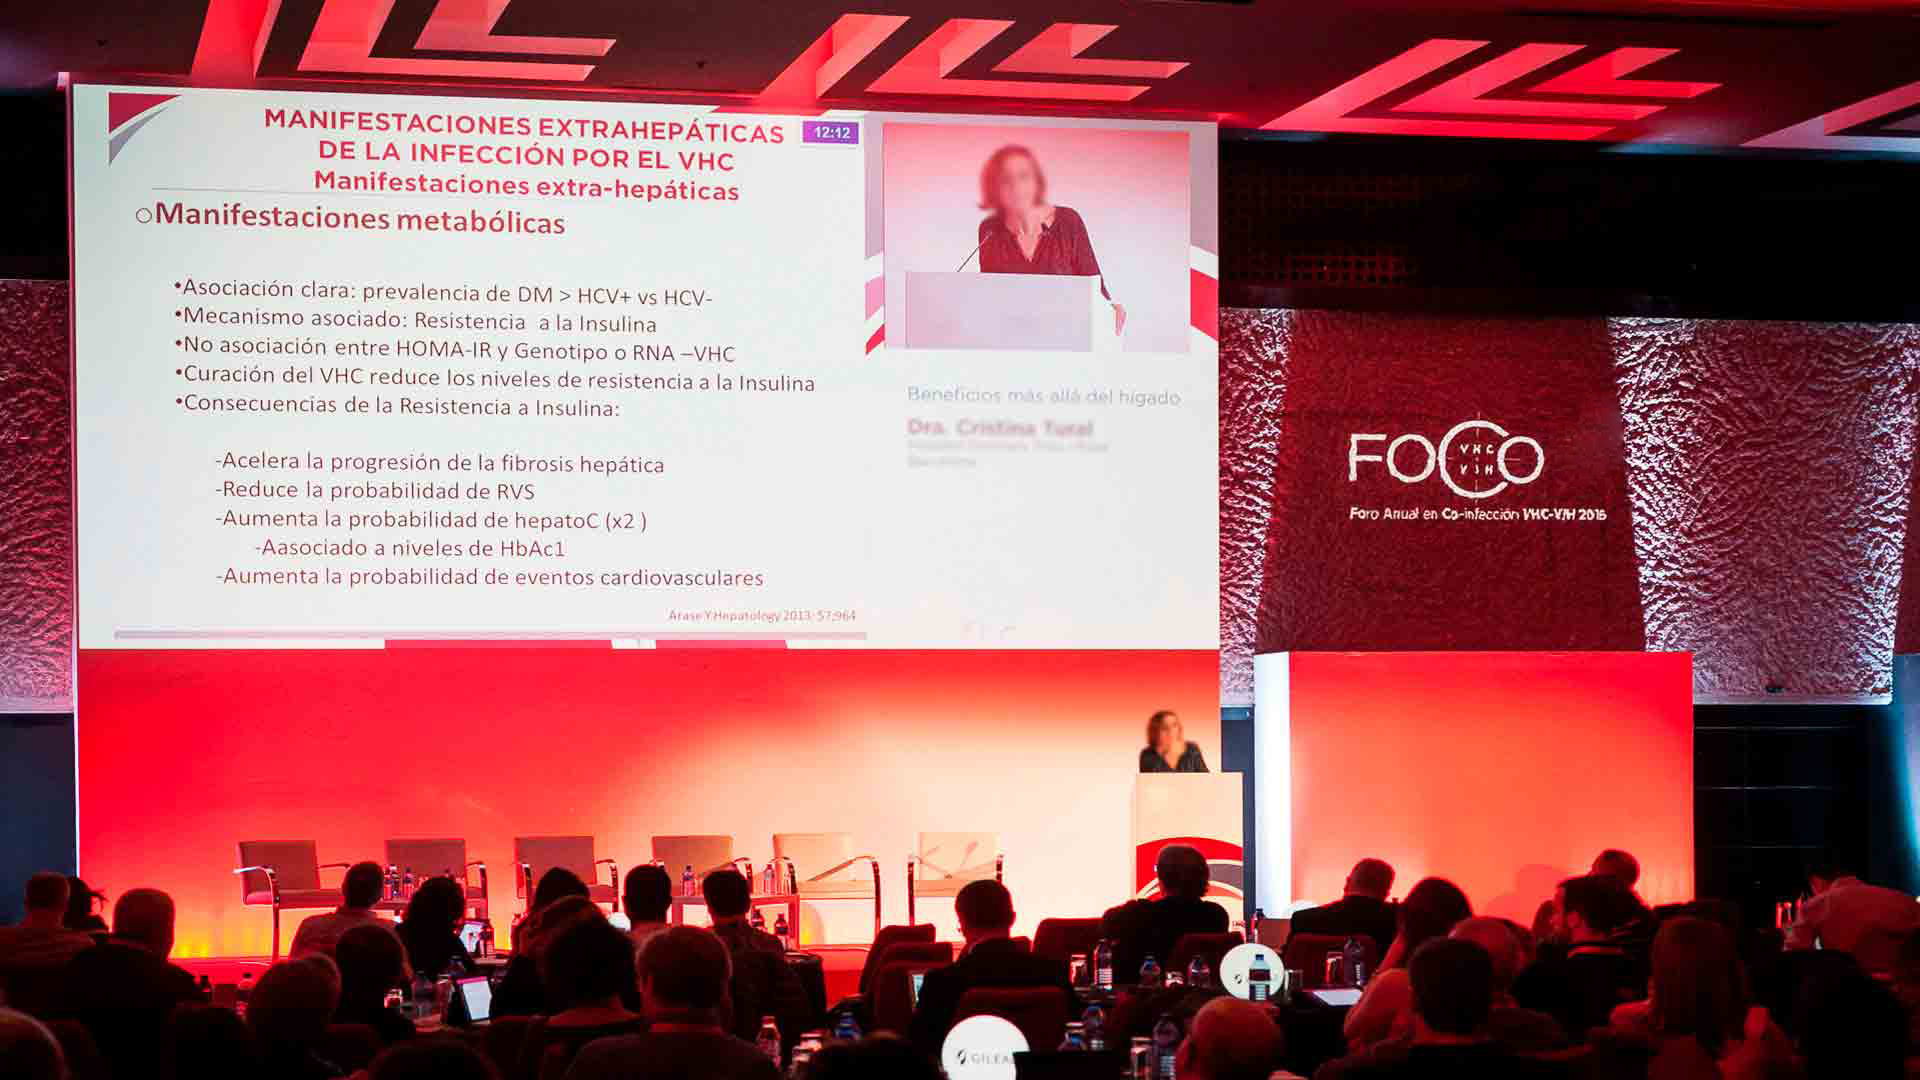 MANIFESTACIONES EXTRAHEPÁTICAS
DE LA INFECCIÓN POR EL VHC
Manifestaciones extra-hepáticas
12:12
Manifestaciones metabólicas
•Asociación clara: prevalencia de DM > HCV+ vs HCV-
•Mecanismo asociado: Resistencia a la Insulina
•No asociación entre HOMA-IR y Genotipo o RNA –VHC
•Curación del VHC reduce los niveles de resistencia a la Insulina
•Consecuencias de la Resistencia a Insulina:
-Acelera la progresión de la fibrosis hepática
-Reduce la probabilidad de RVS
-Aumenta la probabilidad de hepatoC (x2 )
-Aasociado a niveles de HbAc1
-Aumenta la probabilidad de eventos cardiovasculares
Arase Y Hepatology 2013; 57:964
Beneficios más allá del hígado
Dra. Cristina Tural
Barcelona
FOCO
VHC
VIH
Foro Anual en Co-infección VHC-VIH 2015
GILEA